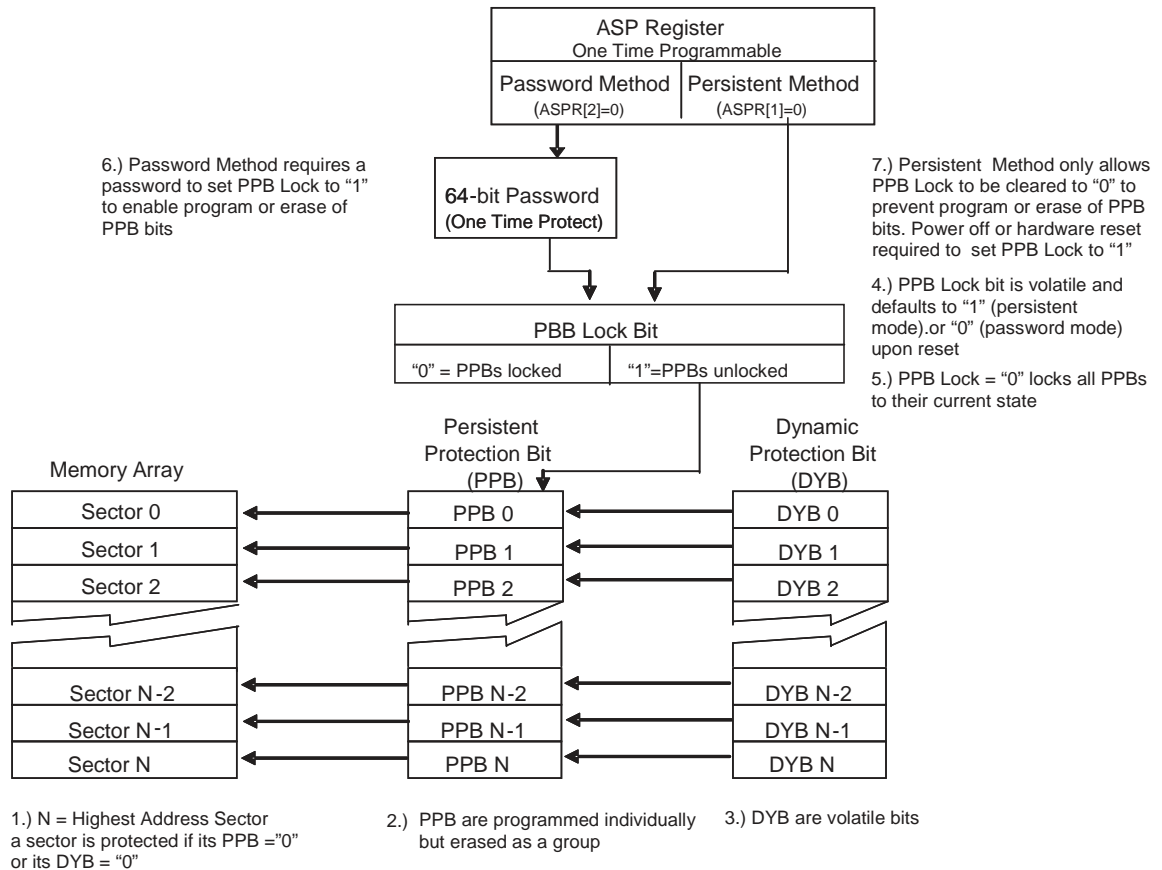 ASP Register
One Time Programmable
Password Method
(ASPR[2]=0)
Persistent Method
(ASPR[1]=0)
6.) Password Method requires a
password to set PPB Lock to “1”
to enable program or erase of
PPB bits
64-bit Password
(One Time Protect)
7.) Persistent Method only allows
PPB Lock to be cleared to “0” to
prevent program or erase of PPB
bits. Power off or hardware reset
required to set PPB Lock to “1”
4.) PPB Lock bit is volatile and
defaults to “1” (persistent
mode).or “0” (password mode)
upon reset
5.) PPB Lock = “0” locks all PPBs
to their current state
PBB Lock Bit
“0” = PPBs locked
“1”=PPBs unlocked
Memory Array
Persistent
Protection Bit
(PPB)
Dynamic
Protection Bit
(DYB)
Sector 0
PPB 0
DYB 0
Sector 1
PPB 1
DYB 1
Sector 2
PPB 2
DYB 2
Sector N-2
PPB N-2
DYB N-2
Sector N-1
PPB N-1
DYB N-1
Sector N
PPB N
DYB N
1.) N = Highest Address Sector
a sector is protected if its PPB =”0”
or its DYB = “0”
2.) PPB are programmed individually
but erased as a group
3.) DYB are volatile bits